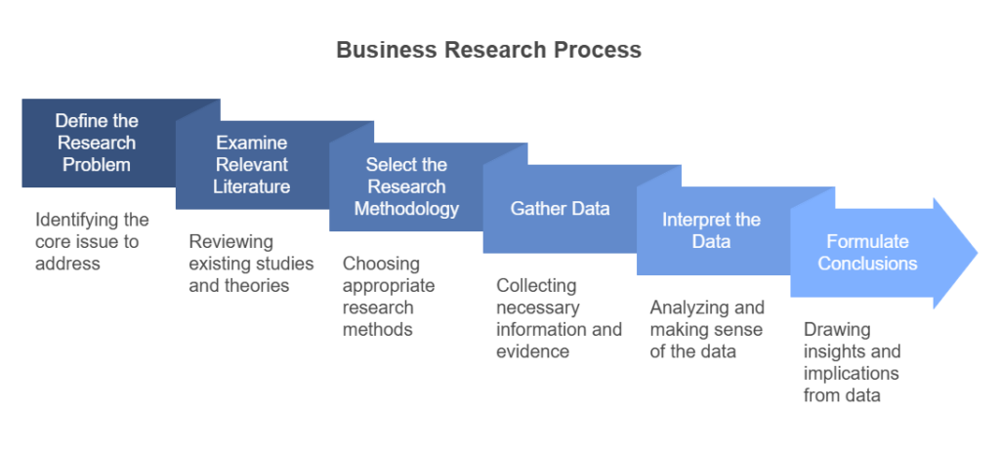 Business Research Process
Define the
Research
Problem
Identifying the
core issue to
address
Examine
Relevant
Literature
Reviewing
existing studies
and theories
Select the
Research
Methodology
Choosing
appropriate
research
methods
Gather Data
Collecting
necessary
information and
evidence
Interpret the
Data
Analyzing and
making sense
of the data
Formulate
Conclusions
Drawing
insights and
implications
from data